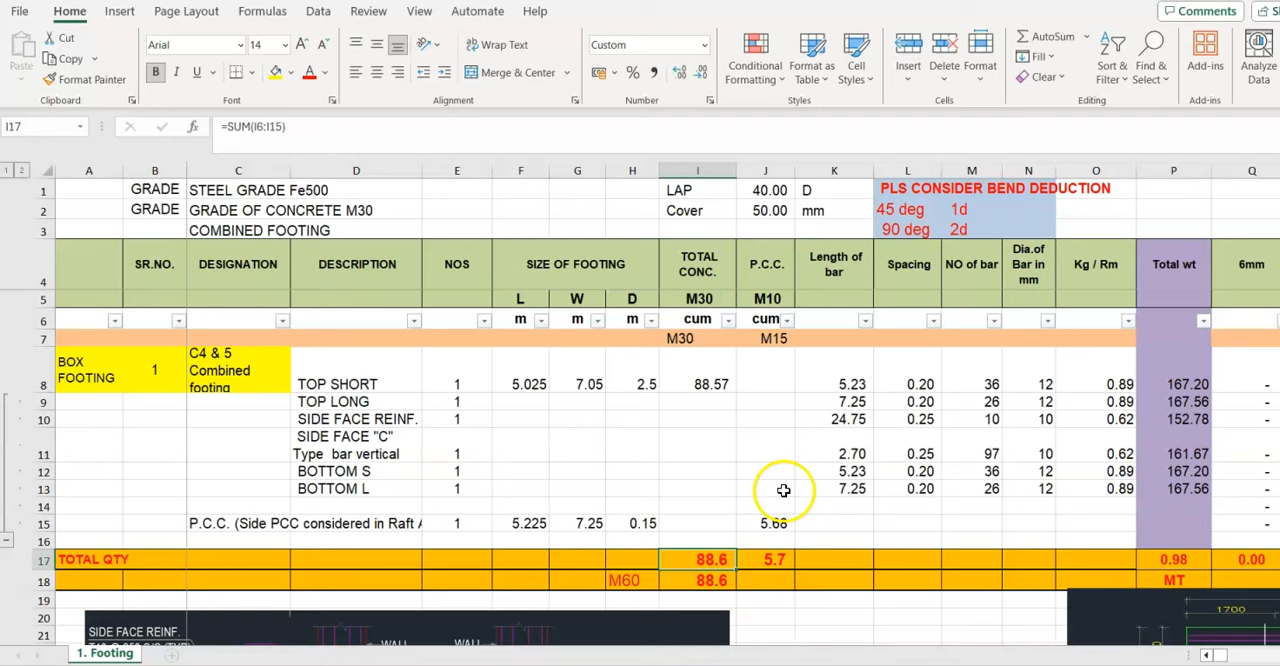 File Home Insert Page Layout Formulas Data Review View Automate Help Comments Sh
Paste Cut Copy Format Painter Clipboard
Arial 14 A A B I U A Font
Wrap Text Merge & Center Alignment
Custom % Number
Conditional Formatting Format as Table Cell Styles Styles
Insert Delete Format Cells
AutoSum Fill Clear Sort & Filter Find & Select Editing
Add-ins Add-ins
Analyze Data
I17 fx =SUM(I6:I15)
1 2 A B C D E F G H I J K L M N O P Q
1 GRADE STEEL GRADE Fe500 LAP 40.00 D PLS CONSIDER BEND DEDUCTION
2 GRADE GRADE OF CONCRETE M30 Cover 50.00 mm 45 deg 1d
3 COMBINED FOOTING 90 deg 2d
4 SR.NO. DESIGNATION DESCRIPTION NOS SIZE OF FOOTING TOTAL CONC. P.C.C. Length of bar Spacing NO of bar Dia.of Bar in mm Kg / Rm Total wt 6mm
5 L W D M30 M10
6 m m m cum cum
7 M30 M15
8 BOX FOOTING 1 C4 & 5 Combined footing TOP SHORT 1 5.025 7.05 2.5 88.57 5.23 0.20 36 12 0.89 167.20 -
9 TOP LONG 1 7.25 0.20 26 12 0.89 167.56 -
10 SIDE FACE REINF. 1 24.75 0.25 10 10 0.62 152.78 -
11 SIDE FACE "C" Type bar vertical 1 2.70 0.25 97 10 0.62 161.67 -
12 BOTTOM S 1 5.23 0.20 36 12 0.89 167.20 -
13 BOTTOM L 1 7.25 0.20 26 12 0.89 167.56 -
14 -
15 P.C.C. (Side PCC considered in Raft A 1 5.225 7.25 0.15 5.68 -
16
17 TOTAL QTY 88.6 5.7 0.98 0.00
18 M60 88.6 MT
19
20 SIDE FACE REINF. 1700
21 WALL WALL
1. Footing